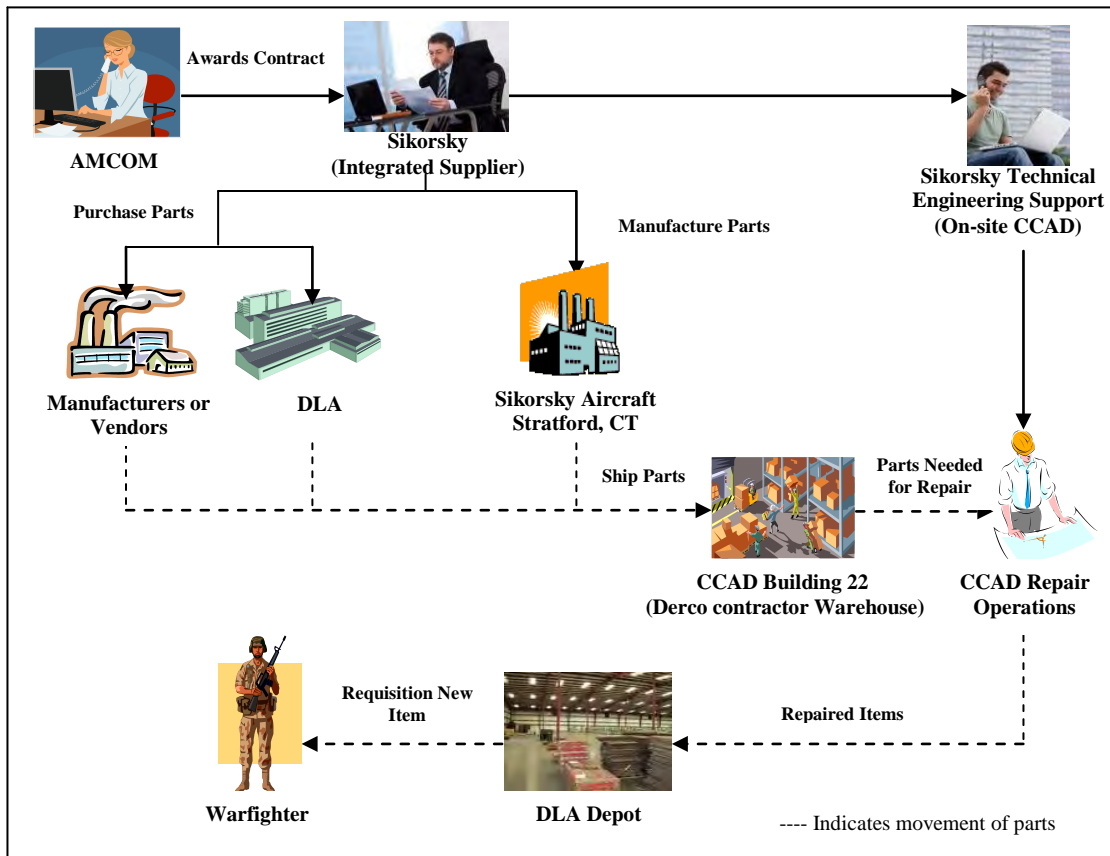 Awards Contract
AMCOM
Sikorsky
(Integrated Supplier)
Sikorsky Technical
Engineering Support
(On-site CCAD)
Purchase Parts
Manufacture Parts
Manufacturers or
Vendors
DLA
Sikorsky Aircraft
Stratford, CT
Ship Parts
Parts Needed
for Repair
CCAD Building 22
(Derco contractor Warehouse)
CCAD Repair
Operations
Requisition New
Item
Repaired Items
Warfighter
DLA Depot
---- Indicates movement of parts